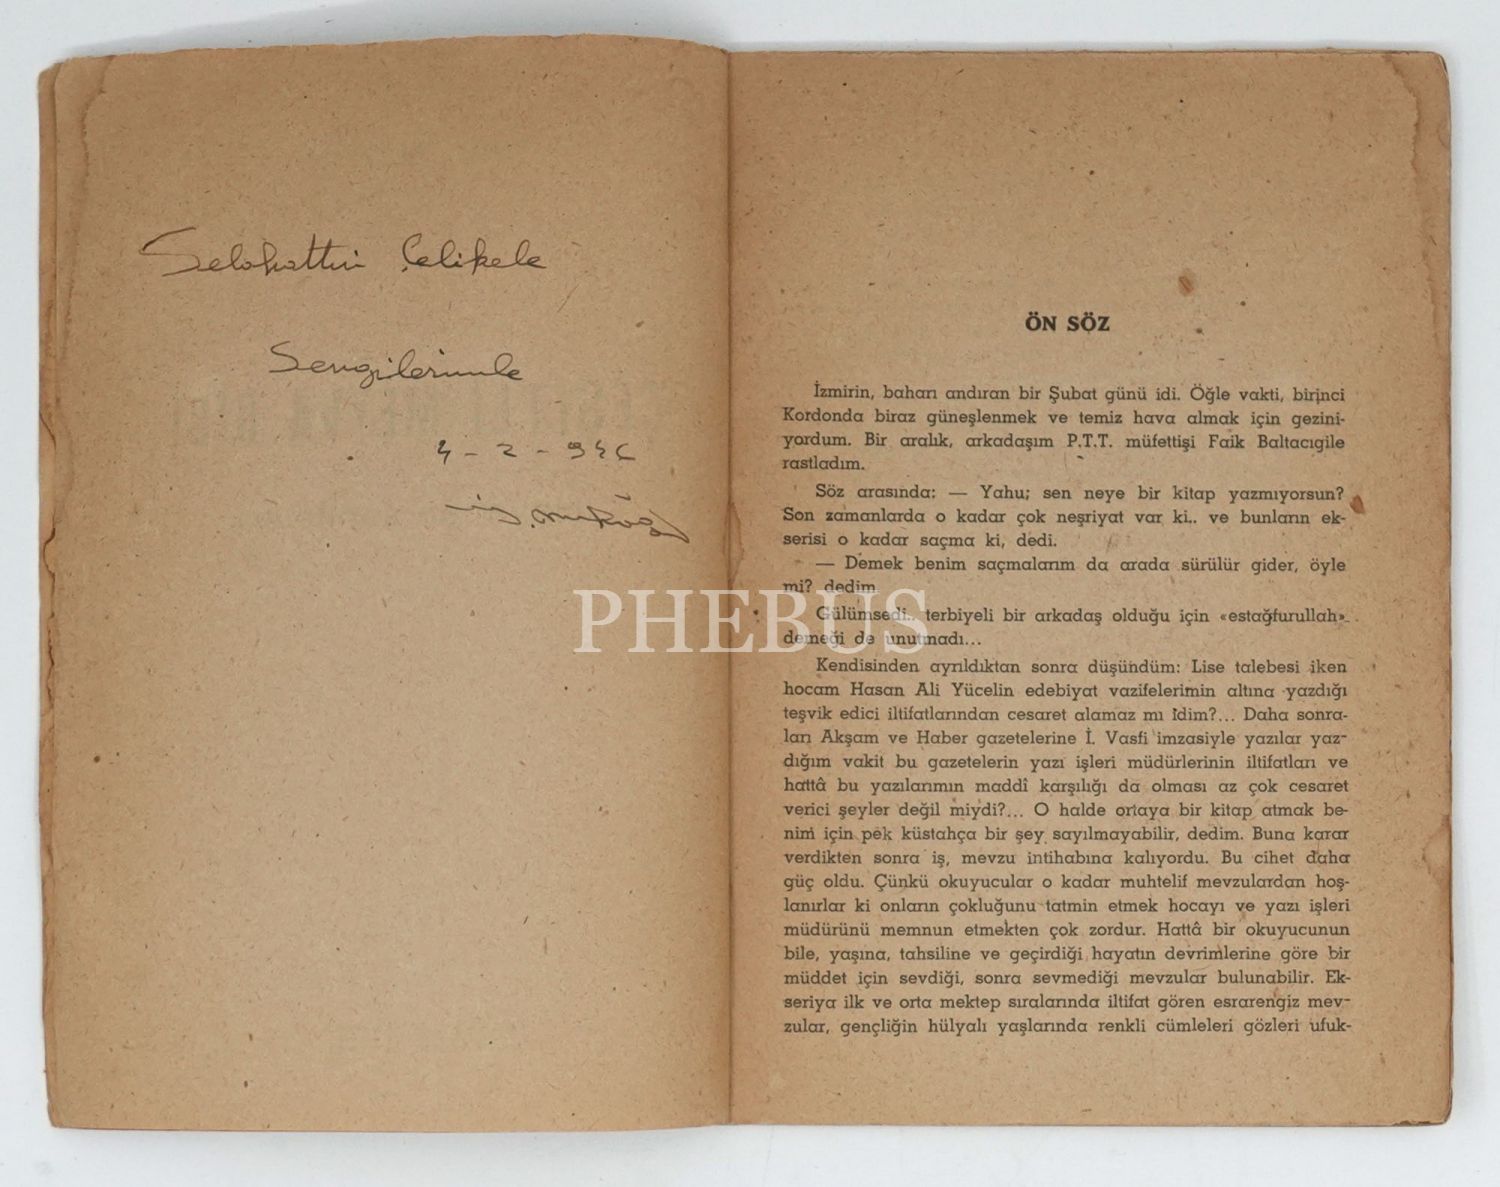 Selahattin Çelikele
Sevgilerimle
4-2-946
ÖN SÖZ
İzmirin, baharı andıran bir Şubat günü idi. Öğle vakti, birinci
Kordonda biraz güneşlenmek ve temiz hava almak için gezini-
yordum. Bir aralık, arkadaşım P.T.T. müfettişi Faik Baltacıgile
rastladım.
Söz arasında: — Yahu; sen neye bir kitap yazmıyorsun?
Son zamanlarda o kadar çok neşriyat var ki.. ve bunların ek-
serisi o kadar saçma ki, dedi.
— Demek benim saçmalarım da arada sürülür gider, öyle
mi? dedim.
PHEBUS
Gülümsedi.. terbiyeli bir arkadaş olduğu için «estağfurullah»
demeği de unutmadı...
Kendisinden ayrıldıktan sonra düşündüm: Lise talebesi iken
hocam Hasan Ali Yücelin edebiyat vazifelerimin altına yazdığı
teşvik edici iltifatlarından cesaret alamaz mı idim?... Daha sonra-
ları Akşam ve Haber gazetelerine İ. Vasfi imzasiyle yazılar yaz-
dığım vakit bu gazetelerin yazı işleri müdürlerinin iltifatları ve
hattâ bu yazılarımın maddî karşılığı da olması az çok cesaret
verici şeyler değil miydi?... O halde ortaya bir kitap atmak be-
nim için pek küstahça bir şey sayılmayabilir, dedim. Buna karar
verdikten sonra iş, mevzu intihabına kalıyordu. Bu cihet daha
güç oldu. Çünkü okuyucular o kadar muhtelif mevzulardan hoş-
lanırlar ki onların çokluğunu tatmin etmek hocayı ve yazı işleri
müdürünü memnun etmekten çok zordur. Hattâ bir okuyucunun
bile, yaşına, tahsiline ve geçirdiği hayatın devrimlerine göre bir
müddet için sevdiği, sonra sevmediği mevzular bulunabilir. Ek-
seriya ilk ve orta mektep sıralarında iltifat gören esrarengiz mev-
zular, gençliğin hülyalı yaşlarında renkli cümleleri gözleri ufuk-